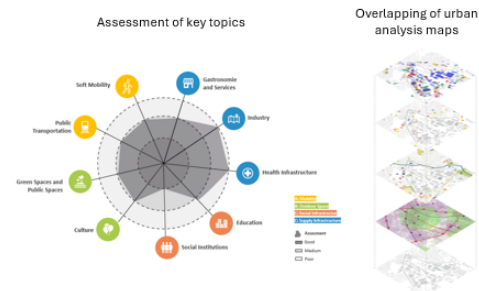 Assessment of key topics
Overlapping of urban
analysis maps
Soft Mobility
Gastronomie
and Services
Public
Transportation
Industry
Health Infrastructure
Green Spaces and
Public Spaces
Culture
Education
Social Institutions
Assessment
Good
Medium
Poor